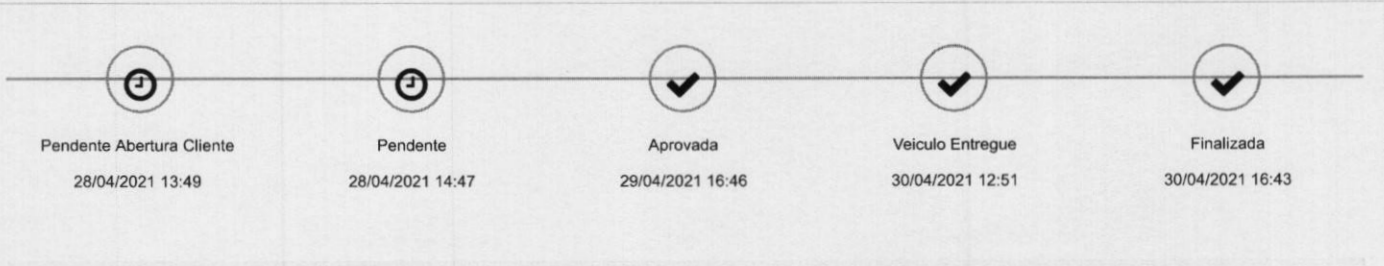 Pendente Abertura Cliente
28/04/2021 13:49
Pendente
28/04/2021 14:47
Aprovada
29/04/2021 16:46
Veiculo Entregue
30/04/2021 12:51
Finalizada
30/04/2021 16:43